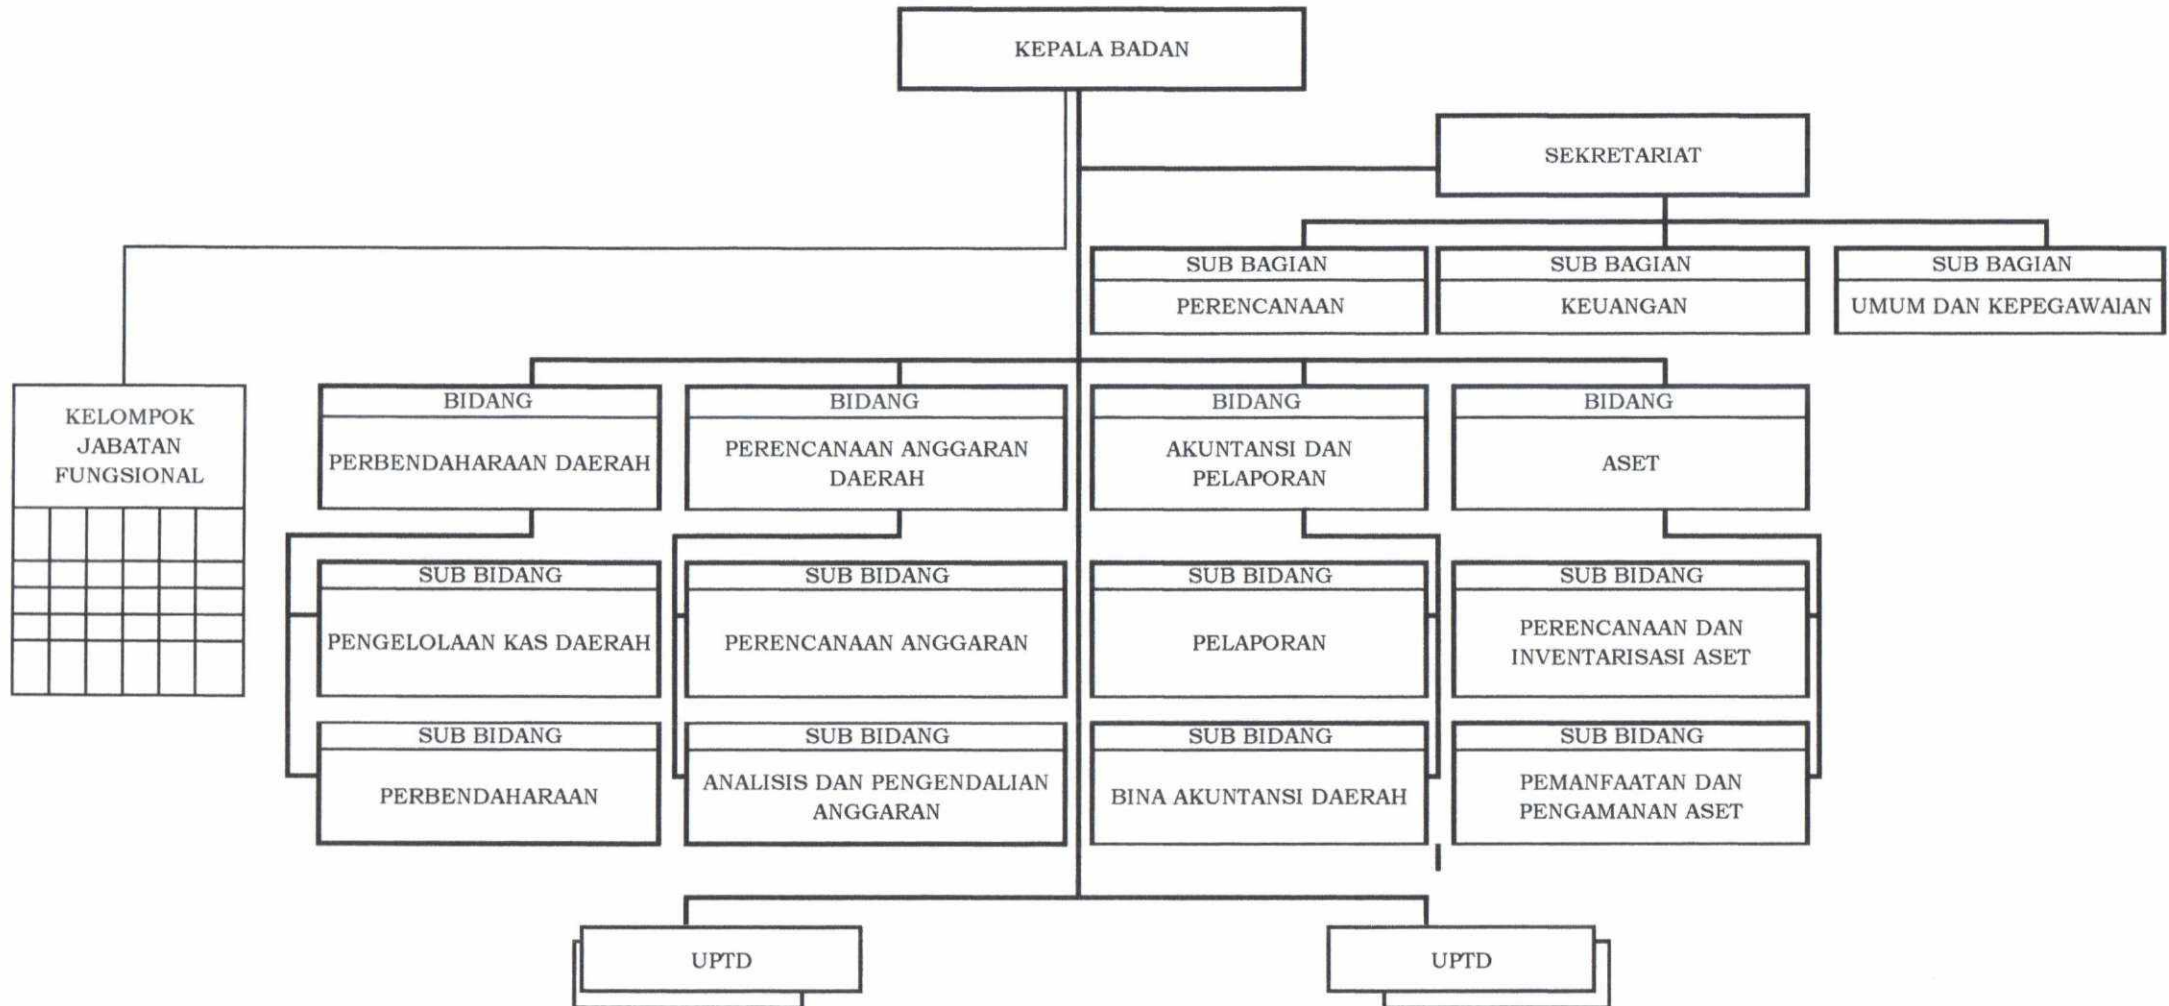 KEPALA BADAN
SEKRETARIAT
SUB BAGIAN
PERENCANAAN
SUB BAGIAN
KEUANGAN
SUB BAGIAN
UMUM DAN KEPEGAWAIAN
KELOMPOK
JABATAN
FUNGSIONAL
BIDANG
PERBENDAHARAAN DAERAH
BIDANG
PERENCANAAN ANGGARAN
DAERAH
BIDANG
AKUNTANSI DAN
PELAPORAN
BIDANG
ASET
SUB BIDANG
PENGELOLAAN KAS DAERAH
SUB BIDANG
PERENCANAAN ANGGARAN
SUB BIDANG
PELAPORAN
SUB BIDANG
PERENCANAAN DAN
INVENTARISASI ASET
SUB BIDANG
PERBENDAHARAAN
SUB BIDANG
ANALISIS DAN PENGENDALIAN
ANGGARAN
SUB BIDANG
BINA AKUNTANSI DAERAH
SUB BIDANG
PEMANFAATAN DAN
PENGAMANAN ASET
UPTD
UPTD